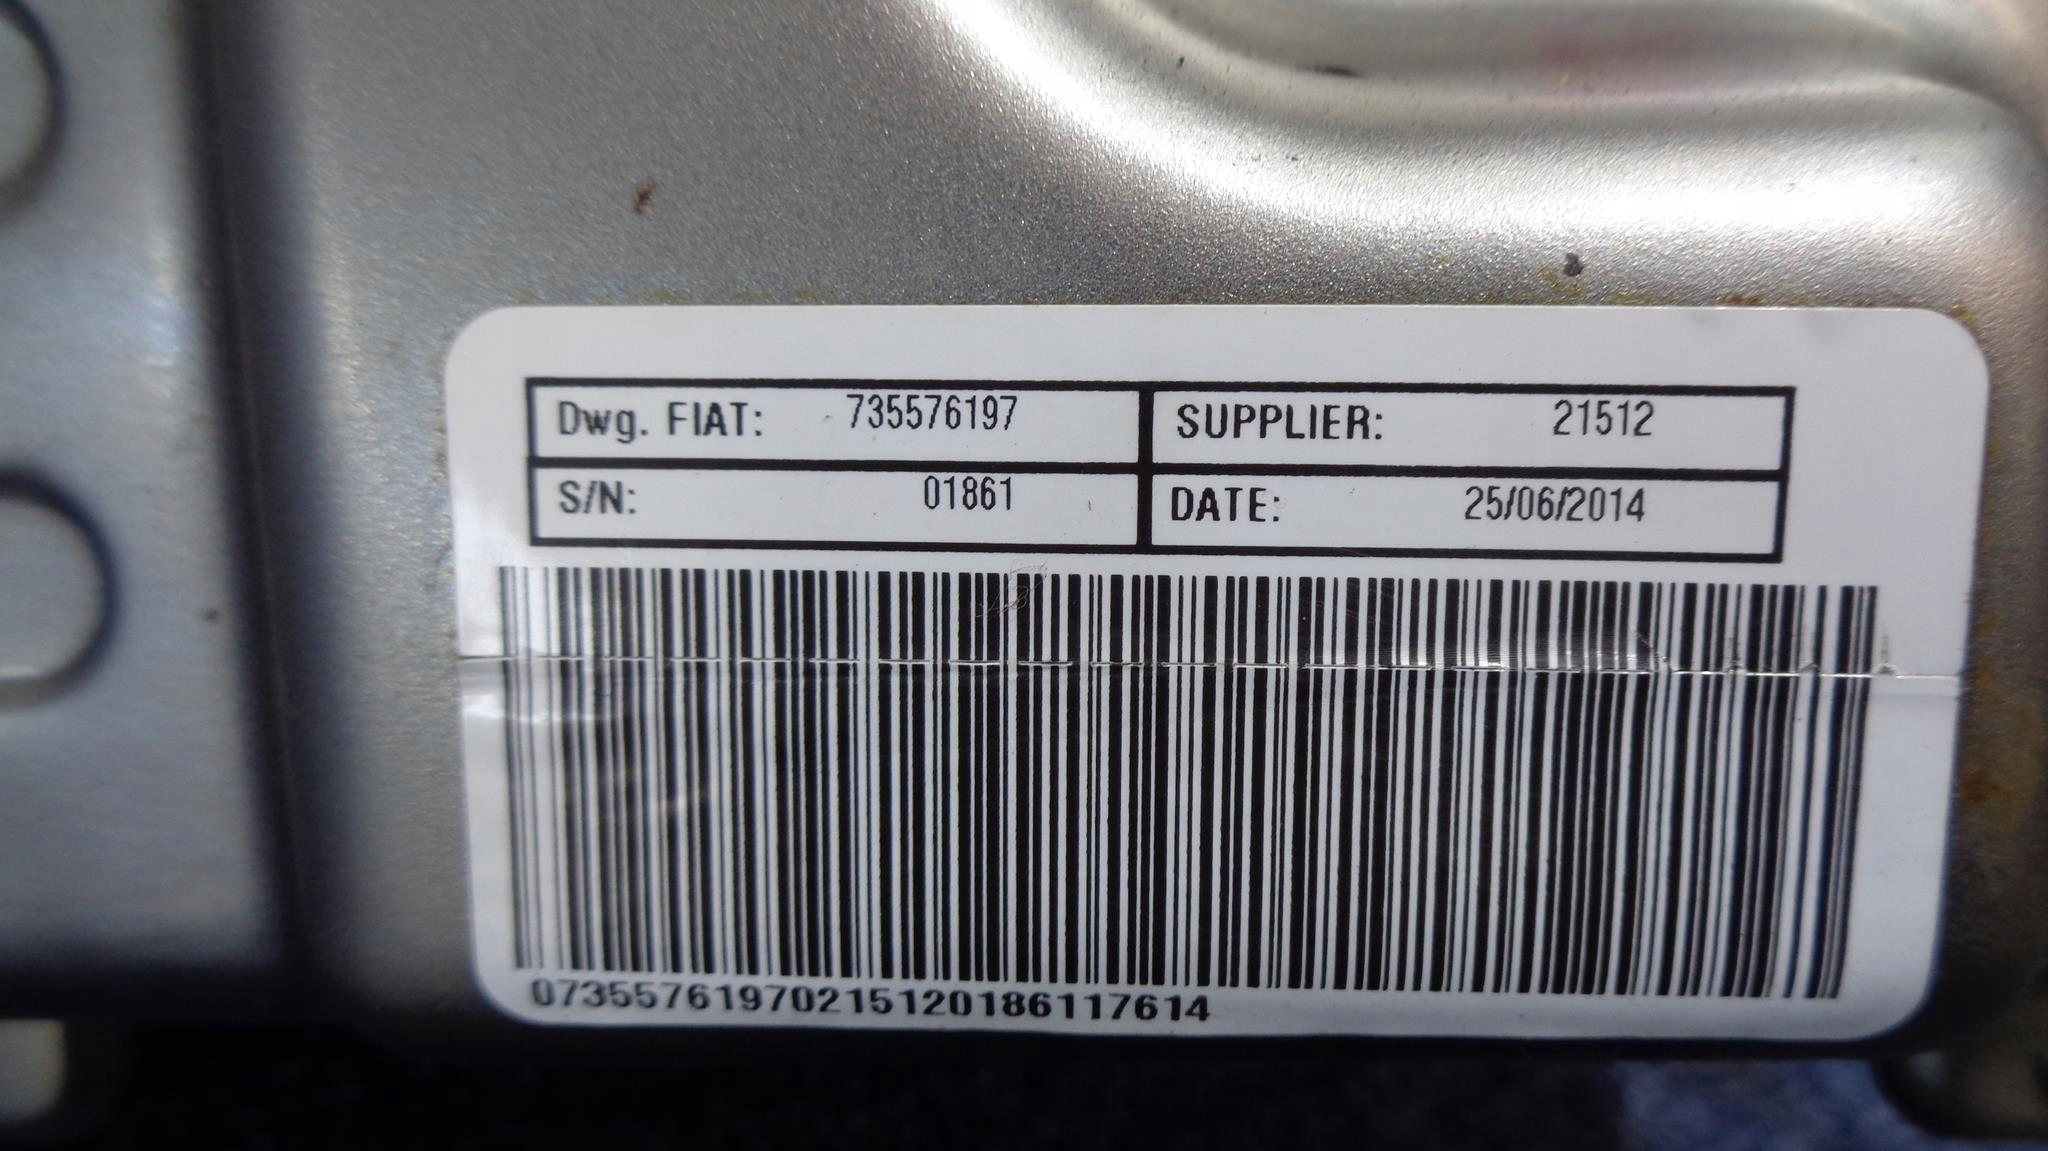 Dwg. FIAT: 735576197 SUPPLIER: 21512
S/N: 01861 DATE: 25/06/2014
07355761970215120186117614